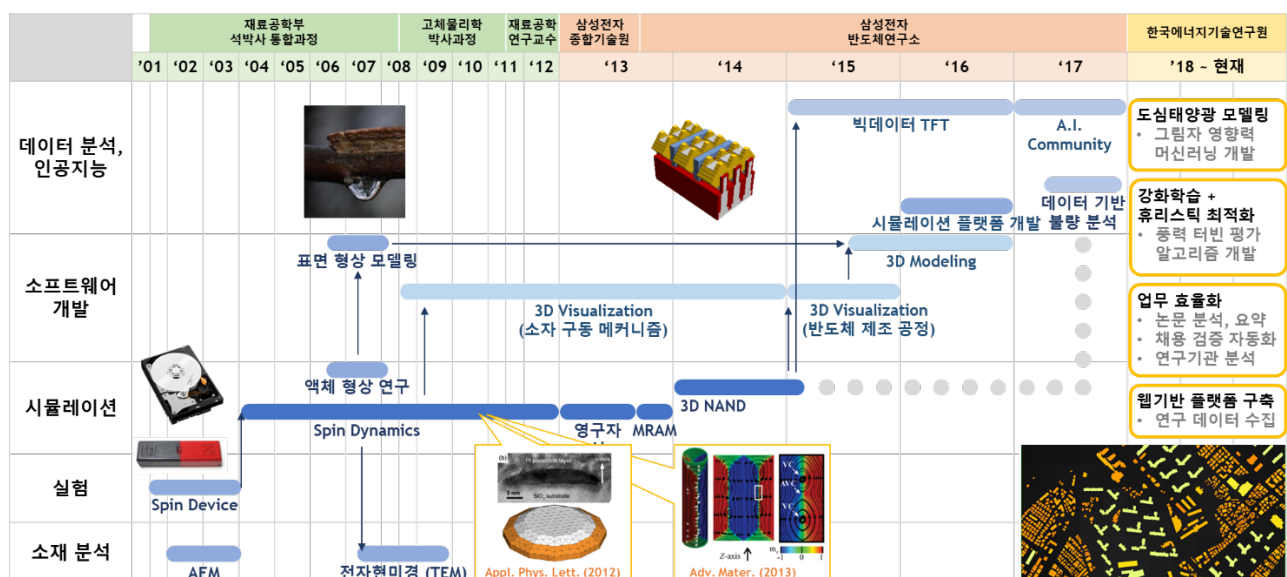 재료공학부
석박사 통합과정
고체물리학
박사과정
재료공학
연구교수
삼성전자
종합기술원
삼성전자
반도체연구소
한국에너지기술연구원
'01 '02 '03 '04 '05 '06 '07 '08 '09 '10 '11 '12 '13 '14 '15 '16 '17 '18 ~ 현재
데이터 분석,
인공지능
빅데이터 TFT
A.I.
Community
시뮬레이션 플랫폼 개발
데이터 기반
불량 분석
도심태양광 모델링
• 그림자 영향력
머신러닝 개발
강화학습 +
휴리스틱 최적화
• 풍력 터빈 평가
알고리즘 개발
소프트웨어
개발
표면 형상 모델링
3D Modeling
3D Visualization
(소자 구동 메커니즘)
3D Visualization
(반도체 제조 공정)
업무 효율화
• 논문 분석, 요약
• 채용 검증 자동화
• 연구기관 분석
시뮬레이션
액체 형상 연구
3D NAND
Spin Dynamics
영구자
MRAM
웹기반 플랫폼 구축
• 연구 데이터 수집
실험
Spin Device
(b)
Pt protective layer
5 nm
SiO₂ substrate
VC
AVC
VC
Z-axis
-1 0 1
소재 분석
AFM
전자현미경 (TEM)
Appl. Phys. Lett. (2012)
Adv. Mater. (2013)